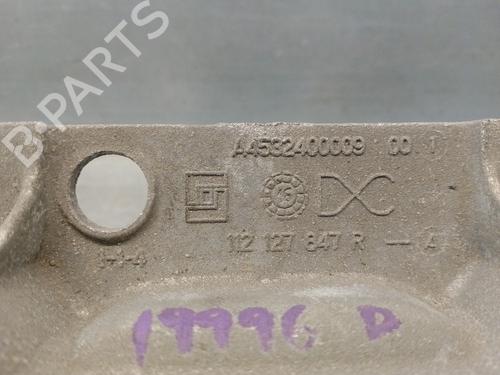 B-PARTS
A4532400009 00 1
112 127 847 R — A
19996 D